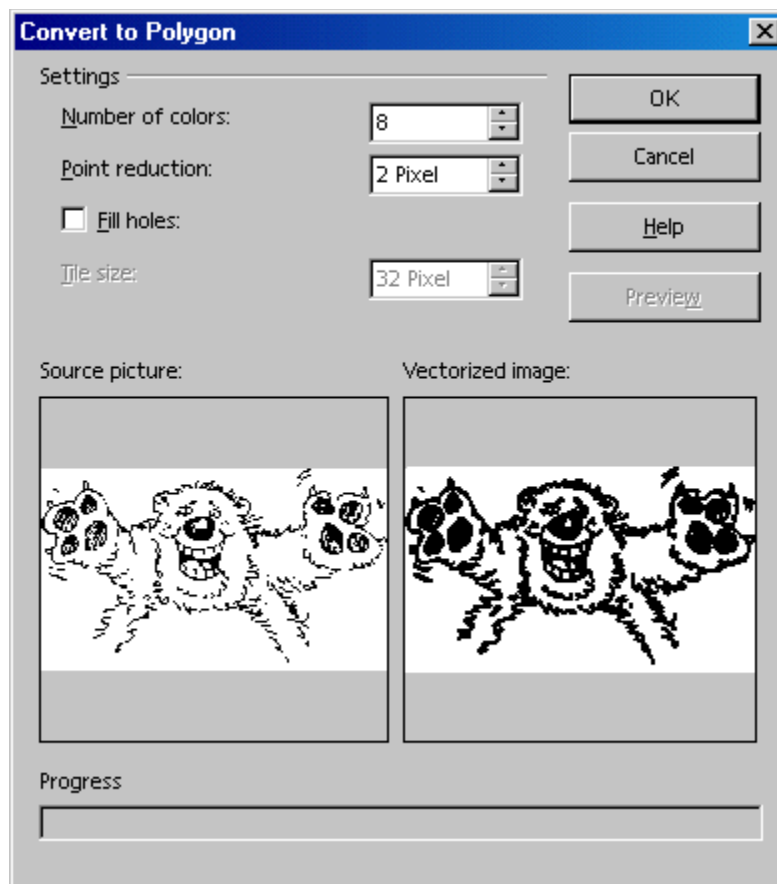 Convert to Polygon
Settings
Number of colors: 8
Point reduction: 2 Pixel
Fill holes:
Tile size: 32 Pixel
OK
Cancel
Help
Preview
Source picture: Vectorized image:
Progress